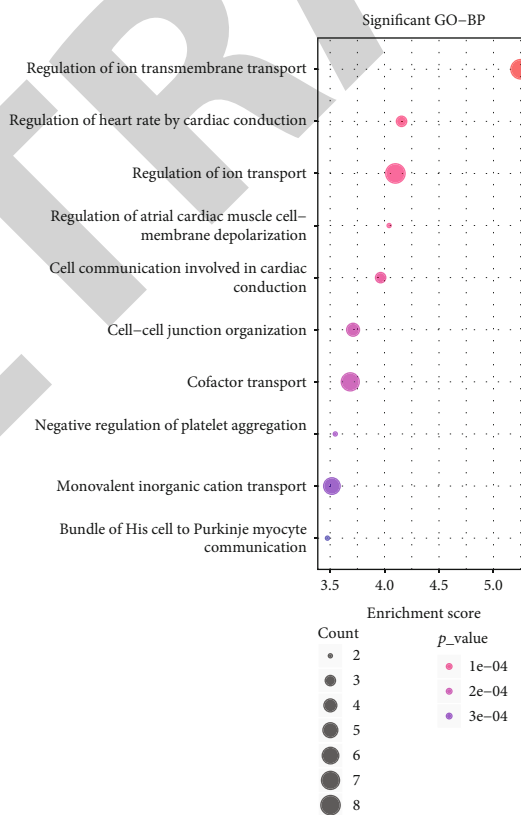 Significant GO−BP
Regulation of ion transmembrane transport
Regulation of heart rate by cardiac conduction
Regulation of ion transport
Regulation of atrial cardiac muscle cell−
membrane depolarization
Cell communication involved in cardiac
conduction
Cell−cell junction organization
Cofactor transport
Negative regulation of platelet aggregation
Monovalent inorganic cation transport
Bundle of His cell to Purkinje myocyte
communication
3.5 4.0 4.5 5.0
Enrichment score
Count
2
3
4
5
6
7
8
p_value
1e−04
2e−04
3e−04